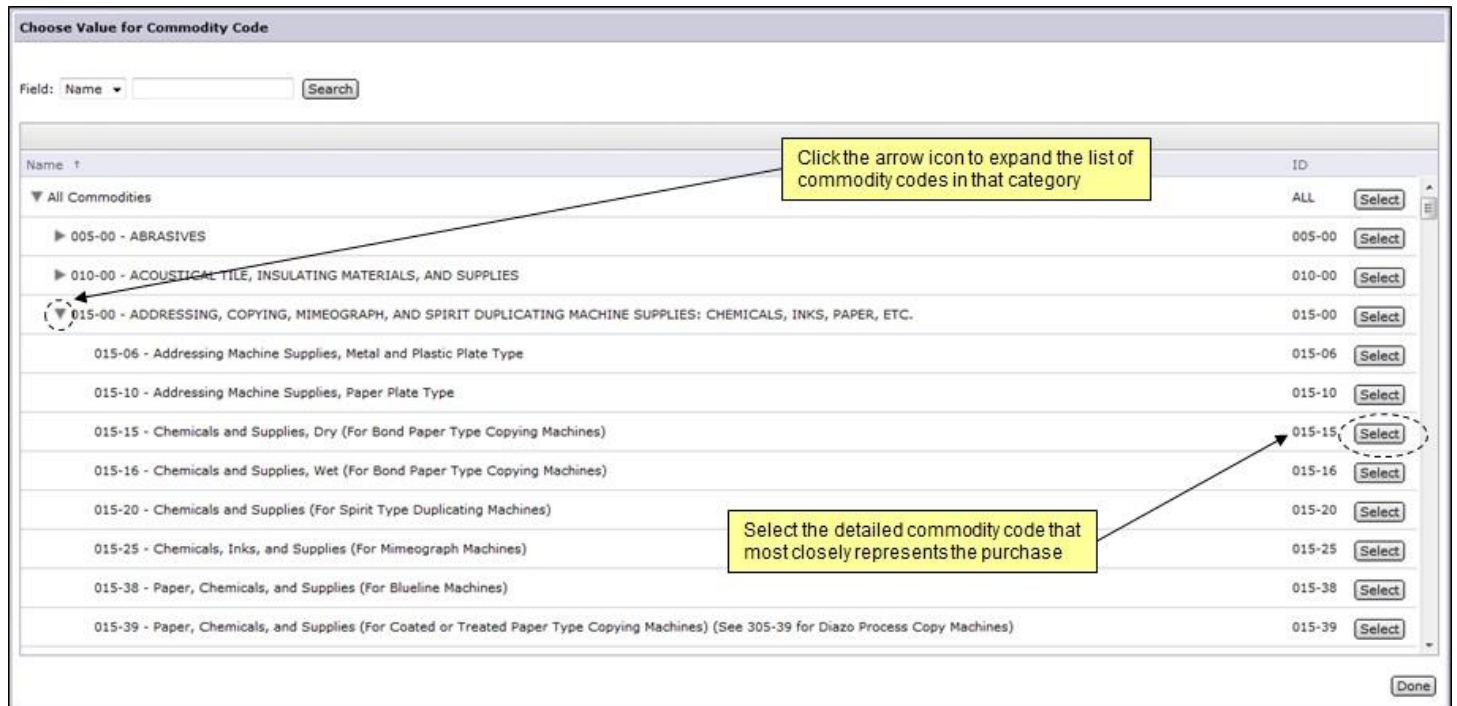 Choose Value for Commodity Code
Field: Name Search
Name ↑ ID
All Commodities ALL Select
005-00 - ABRASIVES 005-00 Select
010-00 - ACOUSTICAL TILE, INSULATING MATERIALS, AND SUPPLIES 010-00 Select
015-00 - ADDRESSING, COPYING, MIMEOGRAPH, AND SPIRIT DUPLICATING MACHINE SUPPLIES: CHEMICALS, INKS, PAPER, ETC. 015-00 Select
015-06 - Addressing Machine Supplies, Metal and Plastic Plate Type 015-06 Select
015-10 - Addressing Machine Supplies, Paper Plate Type 015-10 Select
015-15 - Chemicals and Supplies, Dry (For Bond Paper Type Copying Machines) 015-15 Select
015-16 - Chemicals and Supplies, Wet (For Bond Paper Type Copying Machines) 015-16 Select
015-20 - Chemicals and Supplies (For Spirit Type Duplicating Machines) 015-20 Select
015-25 - Chemicals, Inks, and Supplies (For Mimeograph Machines) 015-25 Select
015-38 - Paper, Chemicals, and Supplies (For Blueline Machines) 015-38 Select
015-39 - Paper, Chemicals, and Supplies (For Coated or Treated Paper Type Copying Machines) (See 305-39 for Diazo Process Copy Machines) 015-39 Select
Done
Click the arrow icon to expand the list of
commodity codes in that category
Select the detailed commodity code that
most closely represents the purchase